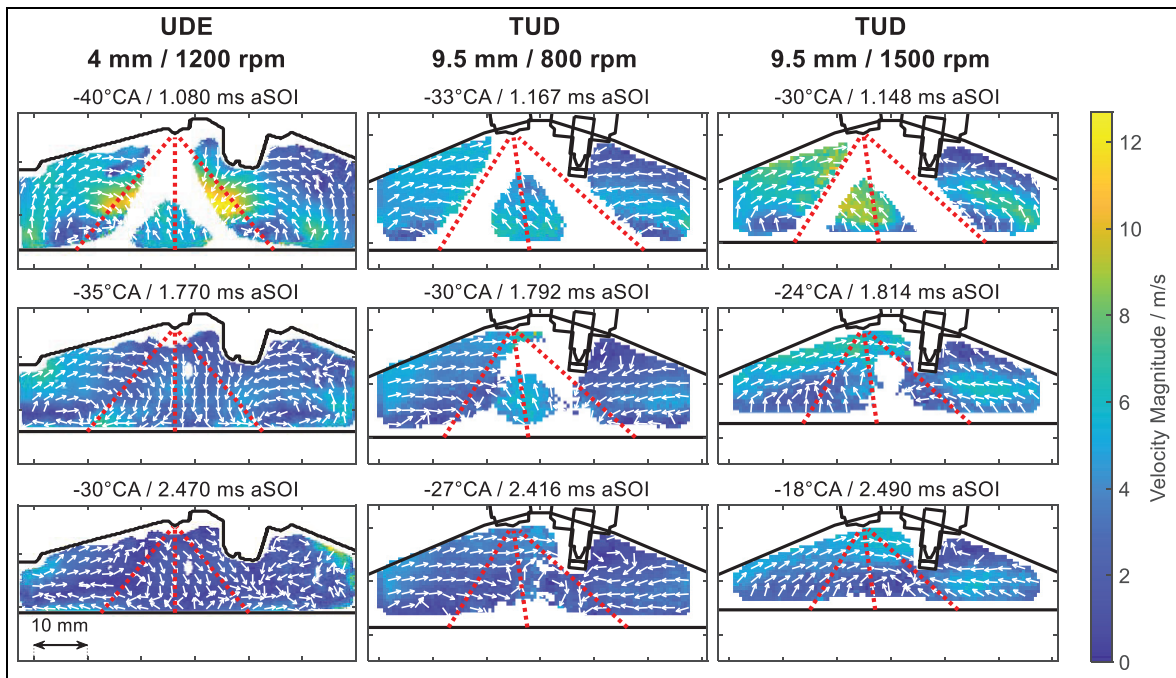 UDE
4 mm / 1200 rpm
TUD
9.5 mm / 800 rpm
TUD
9.5 mm / 1500 rpm
-40°CA / 1.080 ms aSOI
-33°CA / 1.167 ms aSOI
-30°CA / 1.148 ms aSOI
-35°CA / 1.770 ms aSOI
-30°CA / 1.792 ms aSOI
-24°CA / 1.814 ms aSOI
-30°CA / 2.470 ms aSOI
-27°CA / 2.416 ms aSOI
-18°CA / 2.490 ms aSOI
10 mm
12
10
8
6
4
2
0
Velocity Magnitude / m/s